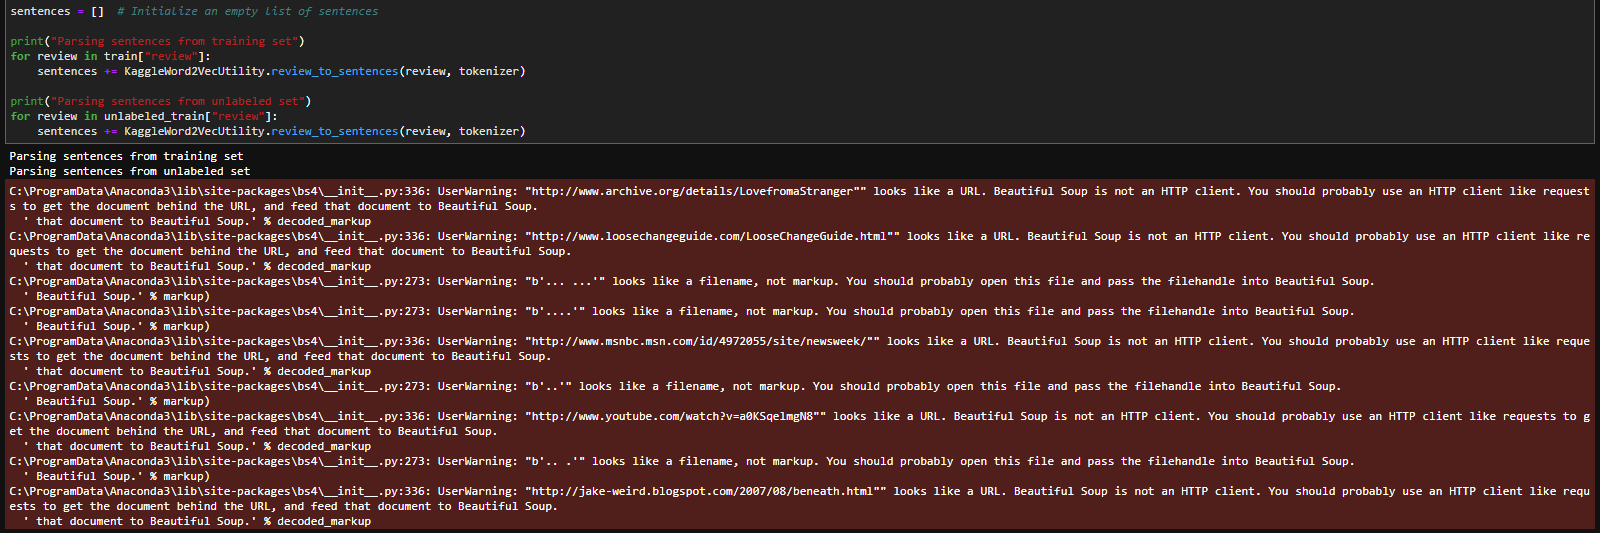 sentences = []  # Initialize an empty list of sentences
print("Parsing sentences from training set")
for review in train["review"]:
    sentences += KaggleWord2VecUtility.review_to_sentences(review, tokenizer)
print("Parsing sentences from unlabeled set")
for review in unlabeled_train["review"]:
    sentences += KaggleWord2VecUtility.review_to_sentences(review, tokenizer)
Parsing sentences from training set
Parsing sentences from unlabeled set
C:\ProgramData\Anaconda3\lib\site-packages\bs4\__init__.py:336: UserWarning: "http://www.archive.org/details/LovefromaStranger"" looks like a URL. Beautiful Soup is not an HTTP client. You should probably use an HTTP client like request
s to get the document behind the URL, and feed that document to Beautiful Soup.
  ' that document to Beautiful Soup.' % decoded_markup
C:\ProgramData\Anaconda3\lib\site-packages\bs4\__init__.py:336: UserWarning: "http://www.loosechangeguide.com/LooseChangeGuide.html"" looks like a URL. Beautiful Soup is not an HTTP client. You should probably use an HTTP client like re
quests to get the document behind the URL, and feed that document to Beautiful Soup.
  ' that document to Beautiful Soup.' % decoded_markup
C:\ProgramData\Anaconda3\lib\site-packages\bs4\__init__.py:273: UserWarning: "b'... ...'" looks like a filename, not markup. You should probably open this file and pass the filehandle into Beautiful Soup.
  ' Beautiful Soup.' % markup)
C:\ProgramData\Anaconda3\lib\site-packages\bs4\__init__.py:273: UserWarning: "b'....'" looks like a filename, not markup. You should probably open this file and pass the filehandle into Beautiful Soup.
  ' Beautiful Soup.' % markup)
C:\ProgramData\Anaconda3\lib\site-packages\bs4\__init__.py:336: UserWarning: "http://www.msnbc.msn.com/id/4972055/site/newsweek/"" looks like a URL. Beautiful Soup is not an HTTP client. You should probably use an HTTP client like reque
sts to get the document behind the URL, and feed that document to Beautiful Soup.
  ' that document to Beautiful Soup.' % decoded_markup
C:\ProgramData\Anaconda3\lib\site-packages\bs4\__init__.py:273: UserWarning: "b'..'" looks like a filename, not markup. You should probably open this file and pass the filehandle into Beautiful Soup.
  ' Beautiful Soup.' % markup)
C:\ProgramData\Anaconda3\lib\site-packages\bs4\__init__.py:336: UserWarning: "http://www.youtube.com/watch?v=a0KSqelmgN8"" looks like a URL. Beautiful Soup is not an HTTP client. You should probably use an HTTP client like requests to g
et the document behind the URL, and feed that document to Beautiful Soup.
  ' that document to Beautiful Soup.' % decoded_markup
C:\ProgramData\Anaconda3\lib\site-packages\bs4\__init__.py:273: UserWarning: "b'.. .'" looks like a filename, not markup. You should probably open this file and pass the filehandle into Beautiful Soup.
  ' Beautiful Soup.' % markup)
C:\ProgramData\Anaconda3\lib\site-packages\bs4\__init__.py:336: UserWarning: "http://jake-weird.blogspot.com/2007/08/beneath.html"" looks like a URL. Beautiful Soup is not an HTTP client. You should probably use an HTTP client like requ
ests to get the document behind the URL, and feed that document to Beautiful Soup.
  ' that document to Beautiful Soup.' % decoded_markup